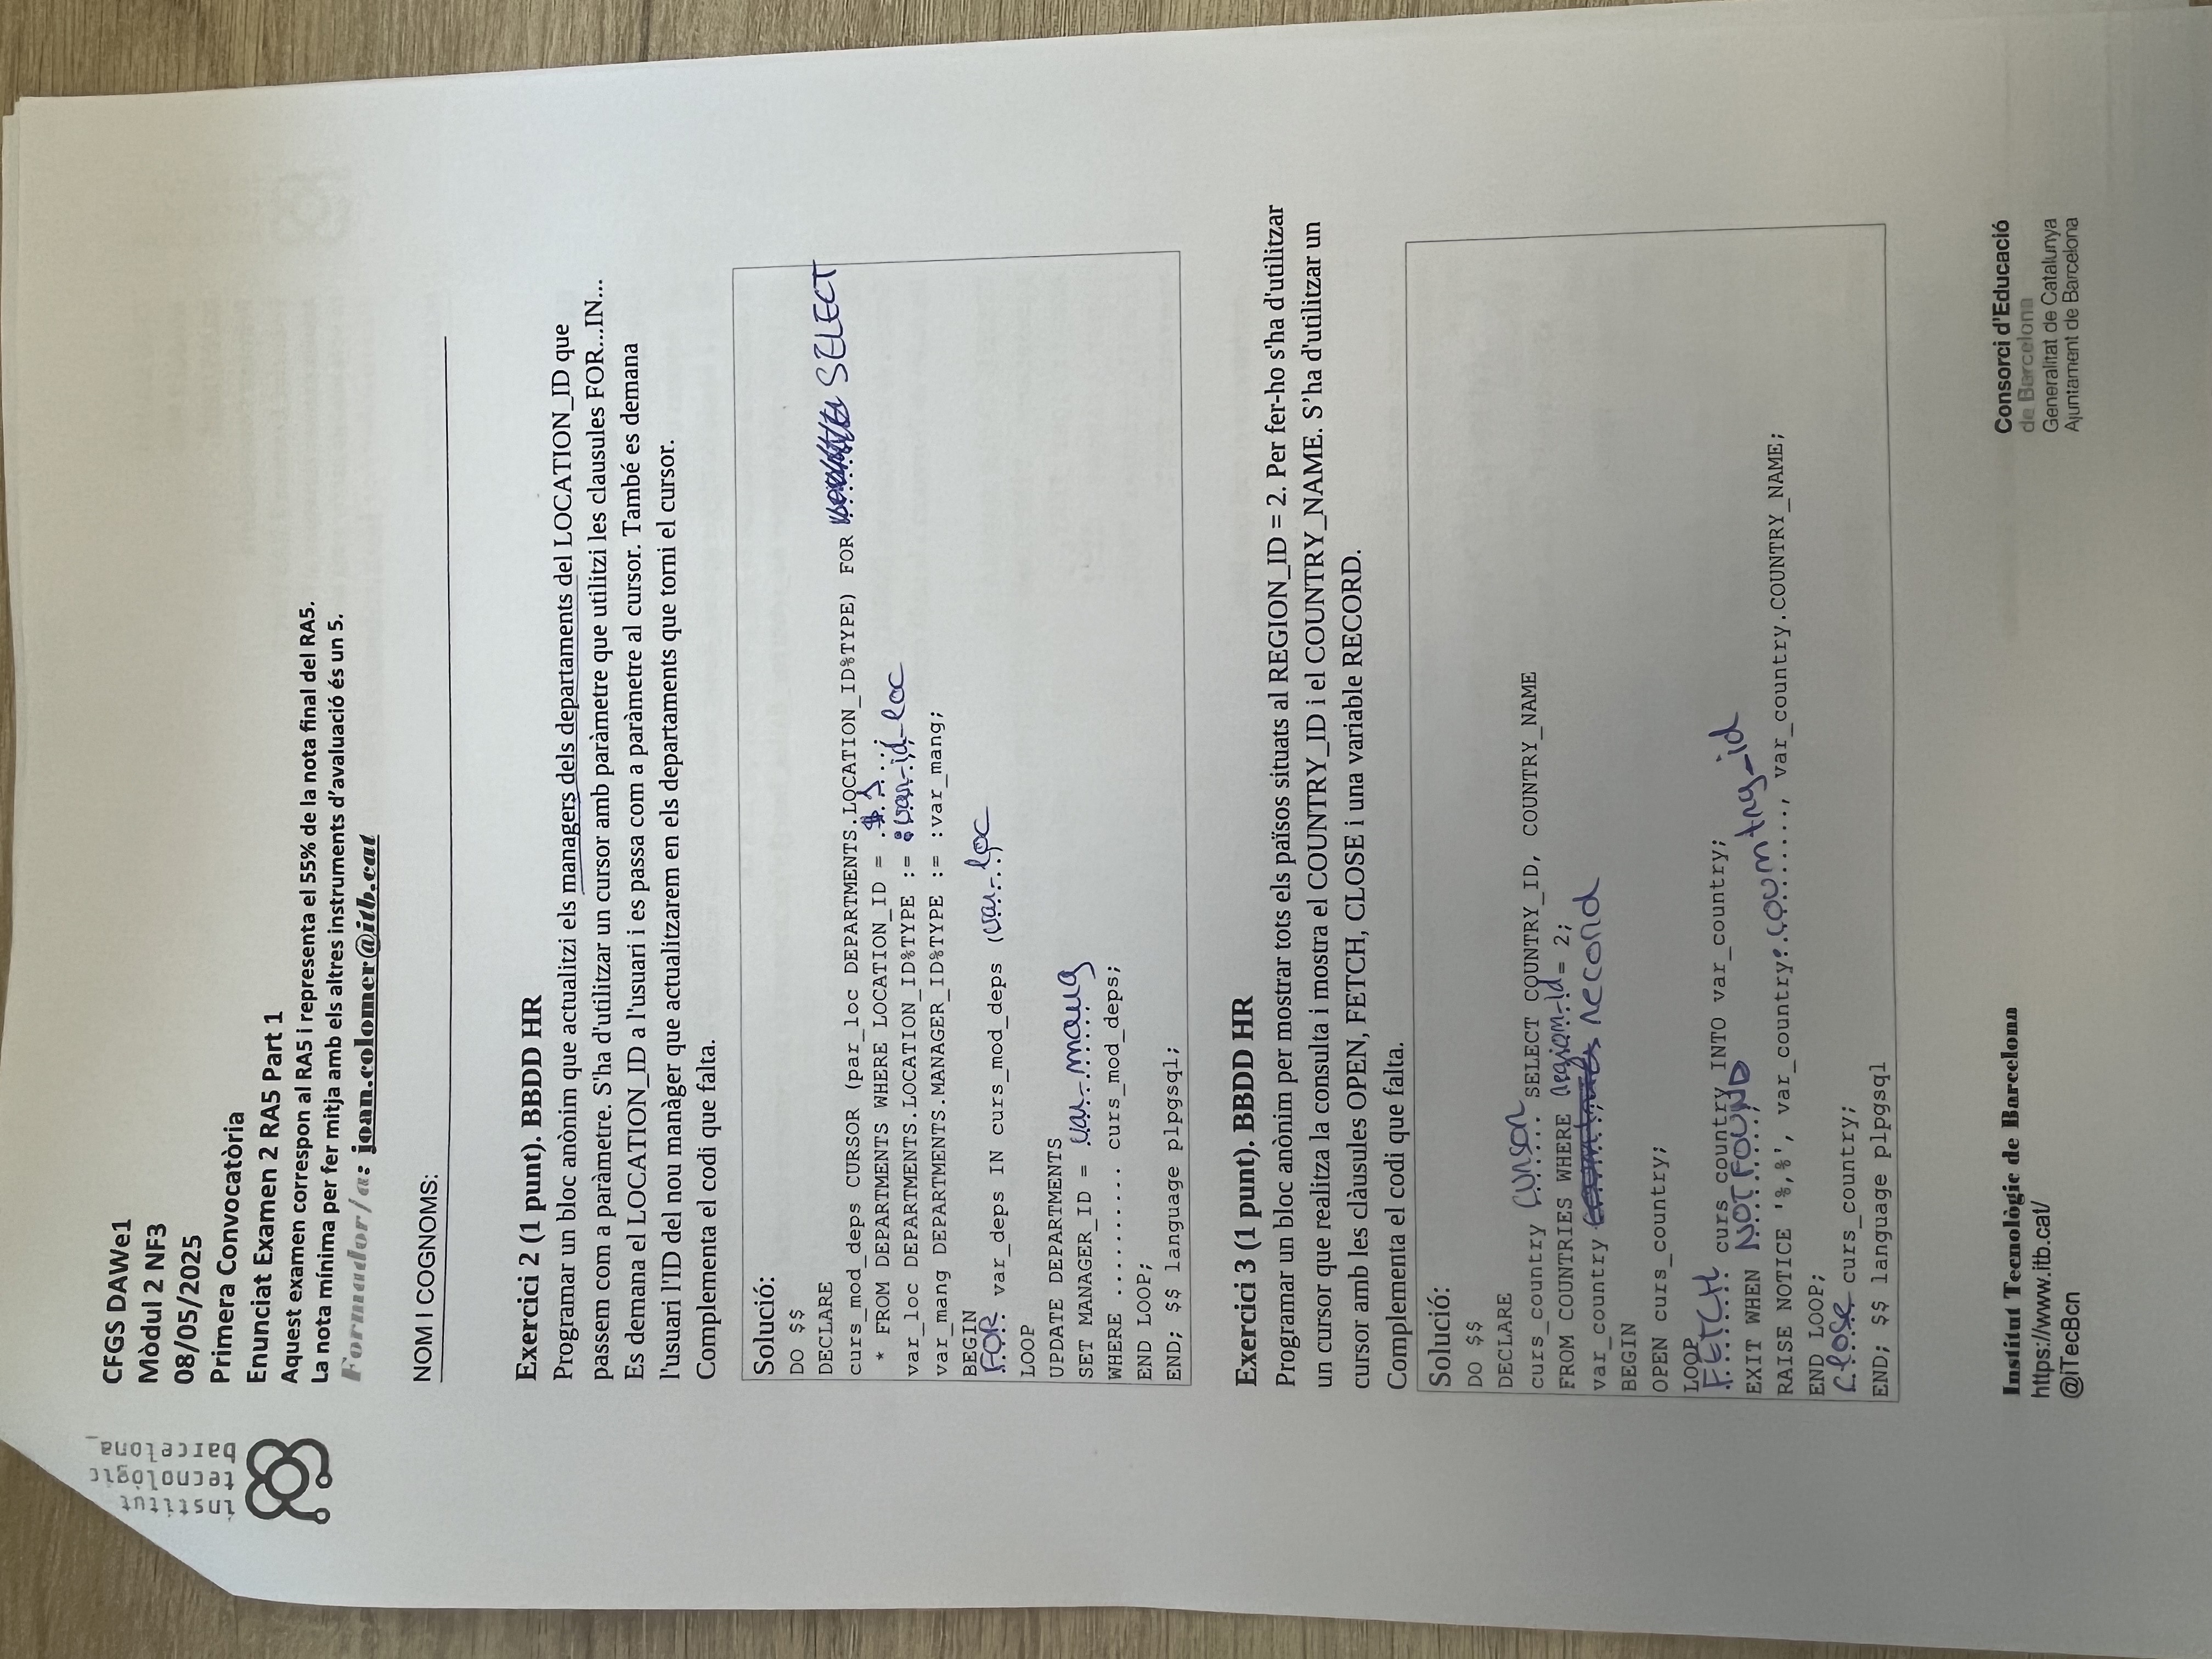 institut
tecnològic
barcelona_
CFGS DAWe1
Mòdul 2 NF3
08/05/2025
Primera Convocatòria
Enunciat Examen 2 RA5 Part 1
Aquest examen correspon al RA5 i representa el 55% de la nota final del RA5.
La nota mínima per fer mitja amb els altres instruments d'avaluació és un 5.
Formador/a: joan.colomer@itb.cat
NOM I COGNOMS:
Exercici 2 (1 punt). BBDD HR
Programar un bloc anònim que actualitzi els managers dels departaments del LOCATION_ID que
passem com a paràmetre. S'ha d'utilitzar un cursor amb paràmetre que utilitzi les clausules FOR...IN...
Es demana el LOCATION_ID a l'usuari i es passa com a paràmetre al cursor. També es demana
l'usuari l'ID del nou manàger que actualitzarem en els departaments que torni el cursor.
Complementa el codi que falta.
Solució:
DO $$
DECLARE
curs_mod_deps CURSOR (par_loc DEPARTMENTS.LOCATION_ID%TYPE) FOR SELECT
* FROM DEPARTMENTS WHERE LOCATION_ID = $1;
var_loc DEPARTMENTS.LOCATION_ID%TYPE := :var_id_loc
var_mang DEPARTMENTS.MANAGER_ID%TYPE := :var_mang;
BEGIN
FOR var_deps IN curs_mod_deps (var_loc)
LOOP
UPDATE DEPARTMENTS
SET MANAGER_ID = var_mang
WHERE .......... curs_mod_deps;
END LOOP;
END; $$ language plpgsql;
Exercici 3 (1 punt). BBDD HR
Programar un bloc anònim per mostrar tots els països situats al REGION_ID = 2. Per fer-ho s'ha d'utilitzar
un cursor que realitza la consulta i mostra el COUNTRY_ID i el COUNTRY_NAME. S'ha d'utilitzar un
cursor amb les clàusules OPEN, FETCH, CLOSE i una variable RECORD.
Complementa el codi que falta.
Solució:
DO $$
DECLARE
curs_country cursor SELECT COUNTRY_ID, COUNTRY_NAME
FROM COUNTRIES WHERE region_id = 2;
var_country record
BEGIN
OPEN curs_country;
LOOP
FETCH curs_country INTO var_country;
EXIT WHEN NOT FOUND;
RAISE NOTICE '%,%', var_country.country_id, var_country.COUNTRY_NAME;
END LOOP;
close curs_country;
END; $$ language plpgsql
Institut Tecnològic de Barcelona
https://www.itb.cat/
@iTecBcn
Consorci d'Educació
de Barcelona
Generalitat de Catalunya
Ajuntament de Barcelona